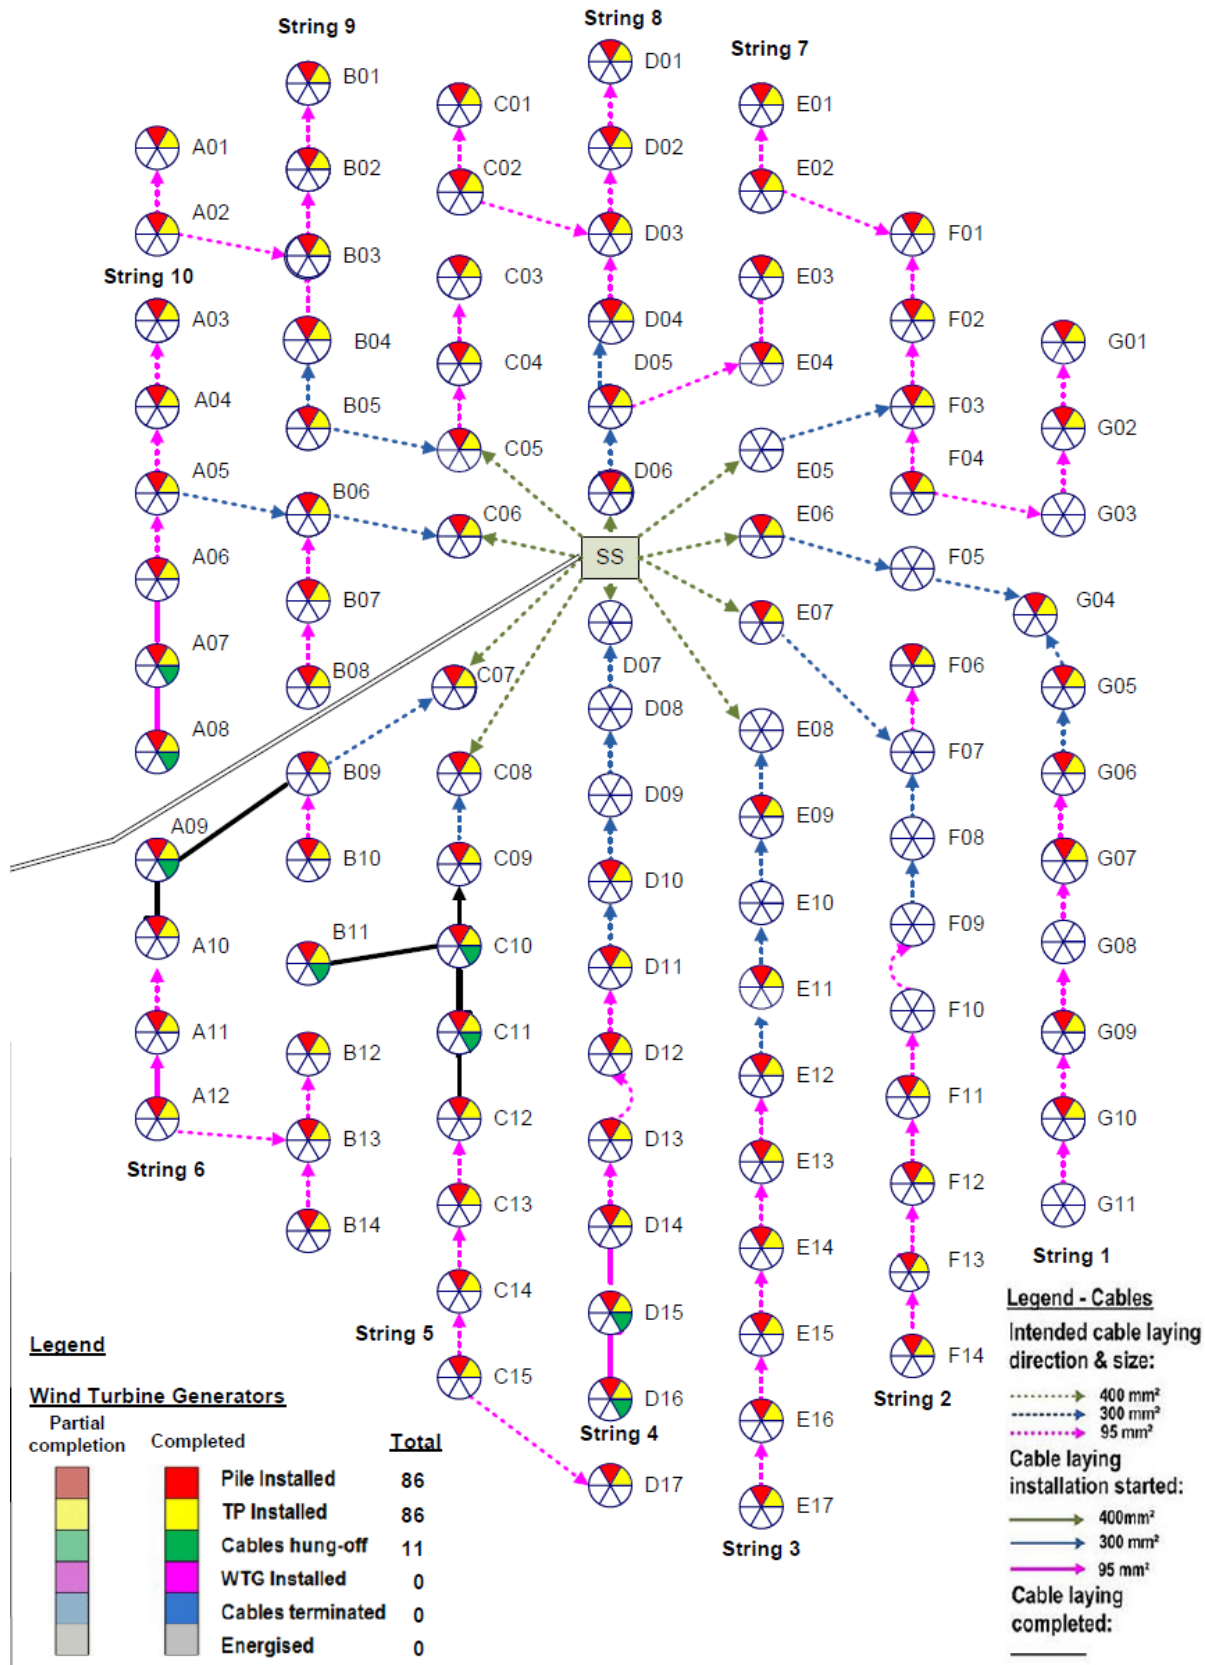 String 8
String 9
String 7
D01
B01
C01
E01
A01
D02
B02
C02
E02
A02
D03
F01
B03
String 10
C03
E03
A03
D04
F02
B04
G01
C04
D05
E04
A04
B05
F03
G02
C05
F04
A05
D06
E05
B06
C06
E06
G03
A06
SS
F05
B07
E07
G04
A07
D07
F06
B08
C07
G05
A08
D08
E08
F07
B09
C08
G06
D09
E09
A09
F08
B10
C09
G07
D10
E10
F09
B11
A10
C10
G08
D11
E11
F10
A11
C11
G09
B12
D12
E12
F11
A12
C12
G10
B13
D13
E13
String 6
F12
C13
G11
B14
D14
E14
String 1
F13
C14
D15
E15
String 5
F14
C15
D16
String 2
E16
String 4
D17
E17
String 3
Legend
Wind Turbine Generators
Partial
completion
Completed
Total
Pile Installed 86
TP Installed 86
Cables hung-off 11
WTG Installed 0
Cables terminated 0
Energised 0
Legend - Cables
Intended cable laying
direction & size:
400 mm²
300 mm²
95 mm²
Cable laying
installation started:
400mm²
300 mm²
95 mm²
Cable laying
completed: